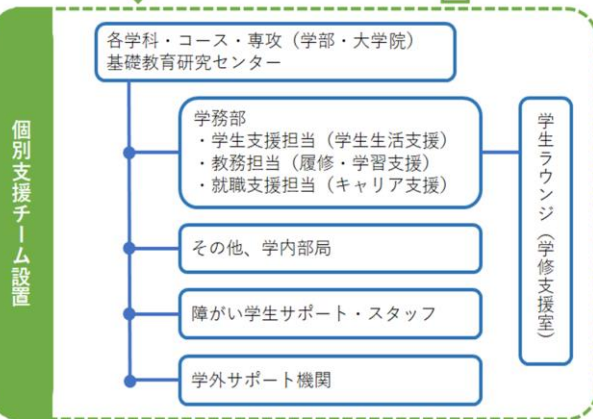 個別支援チーム設置
各学科・コース・専攻（学部・大学院）
基礎教育研究センター
学務部
・学生支援担当（学生生活支援）
・教務担当（履修・学習支援）
・就職支援担当（キャリア支援）
学生ラウンジ（学修支援室）
その他、学内部局
障がい学生サポート・スタッフ
学外サポート機関